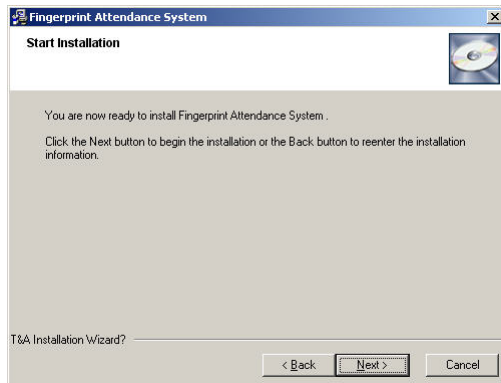 Fingerprint Attendance System
Start Installation
You are now ready to install Fingerprint Attendance System .
Click the Next button to begin the installation or the Back button to reenter the installation
information.
T&A Installation Wizard?
< Back
Next >
Cancel